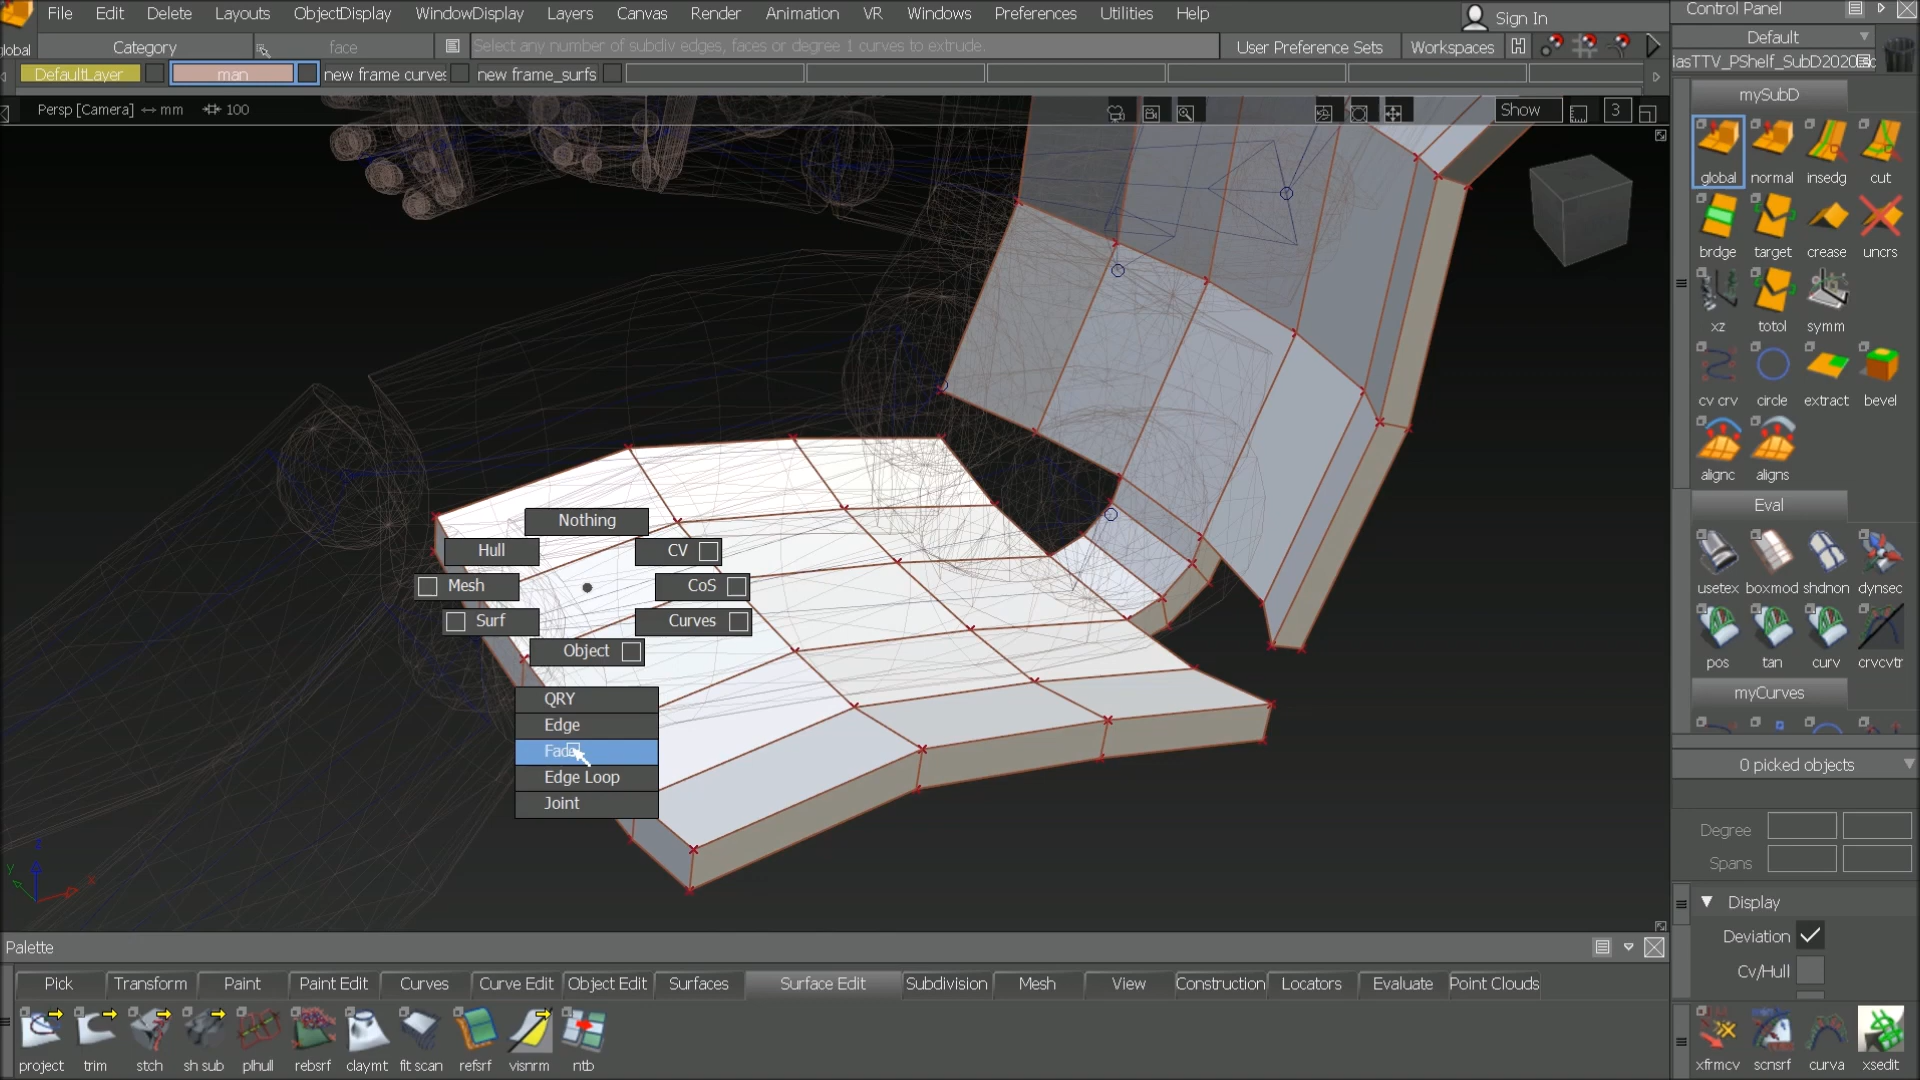 File Edit Delete Layouts ObjectDisplay WindowDisplay Layers Canvas Render Animation VR Windows Preferences Utilities Help
Sign In
Control Panel
global Category face Select any number of subdiv edges, faces or degree 1 curves to extrude. User Preference Sets Workspaces
Default
DefaultLayer man new frame curves new frame_surfs
iasTTV_PShelf_SubD2020
Persp [Camera] mm 100 Show 3
mySubD
global normal insedg cut
brdge target crease uncrs
xz totol symm
cv crv circle extract bevel
alignc aligns
Eval
usetex boxmod shdnon dynsec
pos tan curv crvcvtr
myCurves
Nothing
Hull CV
Mesh CoS
Surf Curves
Object
QRY
Edge
Face
Edge Loop
Joint
x
y
z
0 picked objects
Degree
Spans
Display
Deviation
Cv/Hull
Palette
Pick Transform Paint Paint Edit Curves Curve Edit Object Edit Surfaces Surface Edit Subdivision Mesh View Construction Locators Evaluate Point Clouds
project trim stch sh sub plhull rebsrf claymt fit scan refsrf visnrm ntb
xfrmcv scnsrf curva xsedit